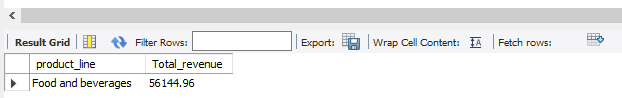 Result Grid Filter Rows: Export: Wrap Cell Content: Fetch rows:
product_line Total_revenue
Food and beverages 56144.96